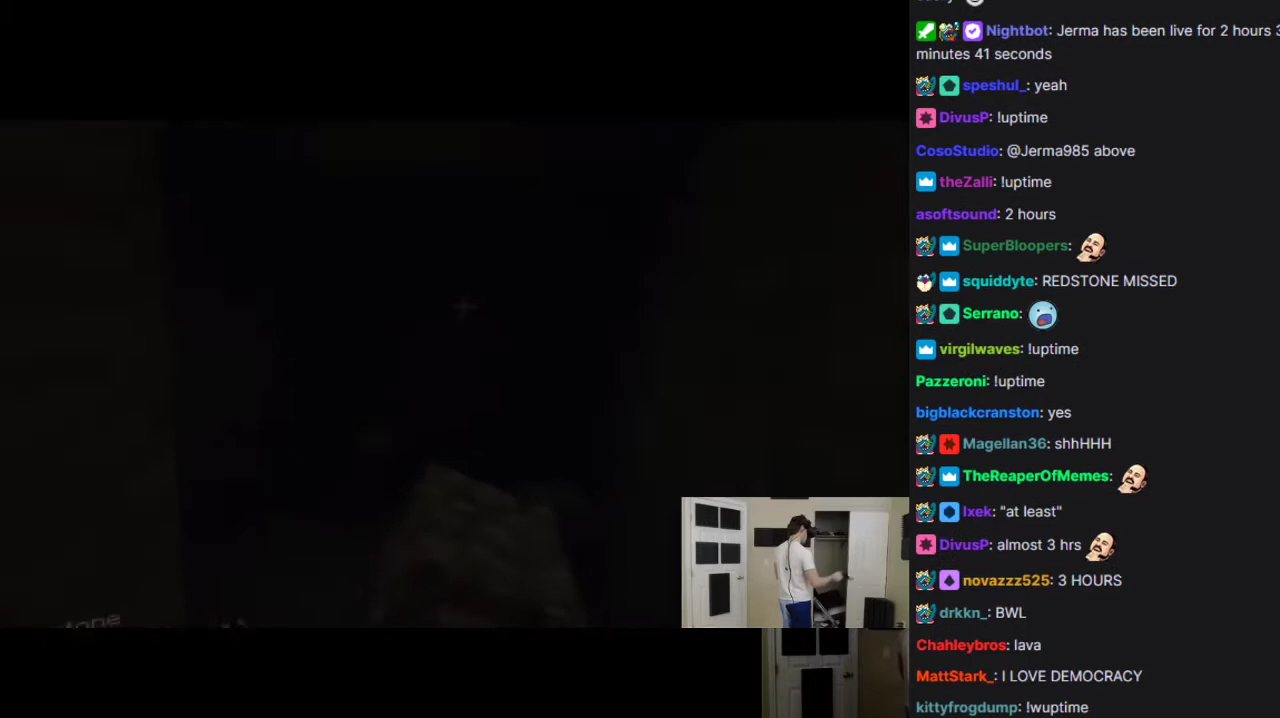 Nightbot: Jerma has been live for 2 hours
minutes 41 seconds
speshul_: yeah
DivusP: !uptime
CosoStudio: @Jerma985 above
theZalli: !uptime
asoftsound: 2 hours
SuperBloopers:
squiddyte: REDSTONE MISSED
Serrano:
virgilwaves: !uptime
Pazzeroni: !uptime
bigblackcranston: yes
Magellan36: shhHHH
TheReaperOfMemes:
lxek: "at least"
DivusP: almost 3 hrs
novazzz525: 3 HOURS
drkkn_: BWL
Chahleybros: lava
MattStark_: I LOVE DEMOCRACY
kittyfrogdump: !wuptime